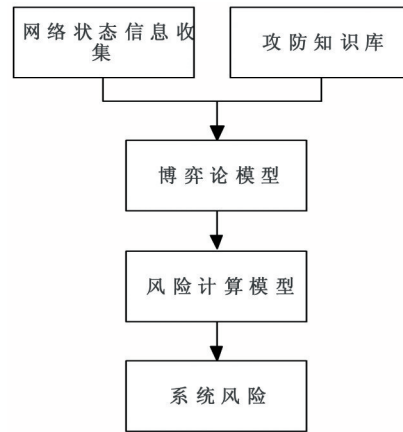 网络状态信息收
集
攻防知识库
博弈论模型
风险计算模型
系统风险